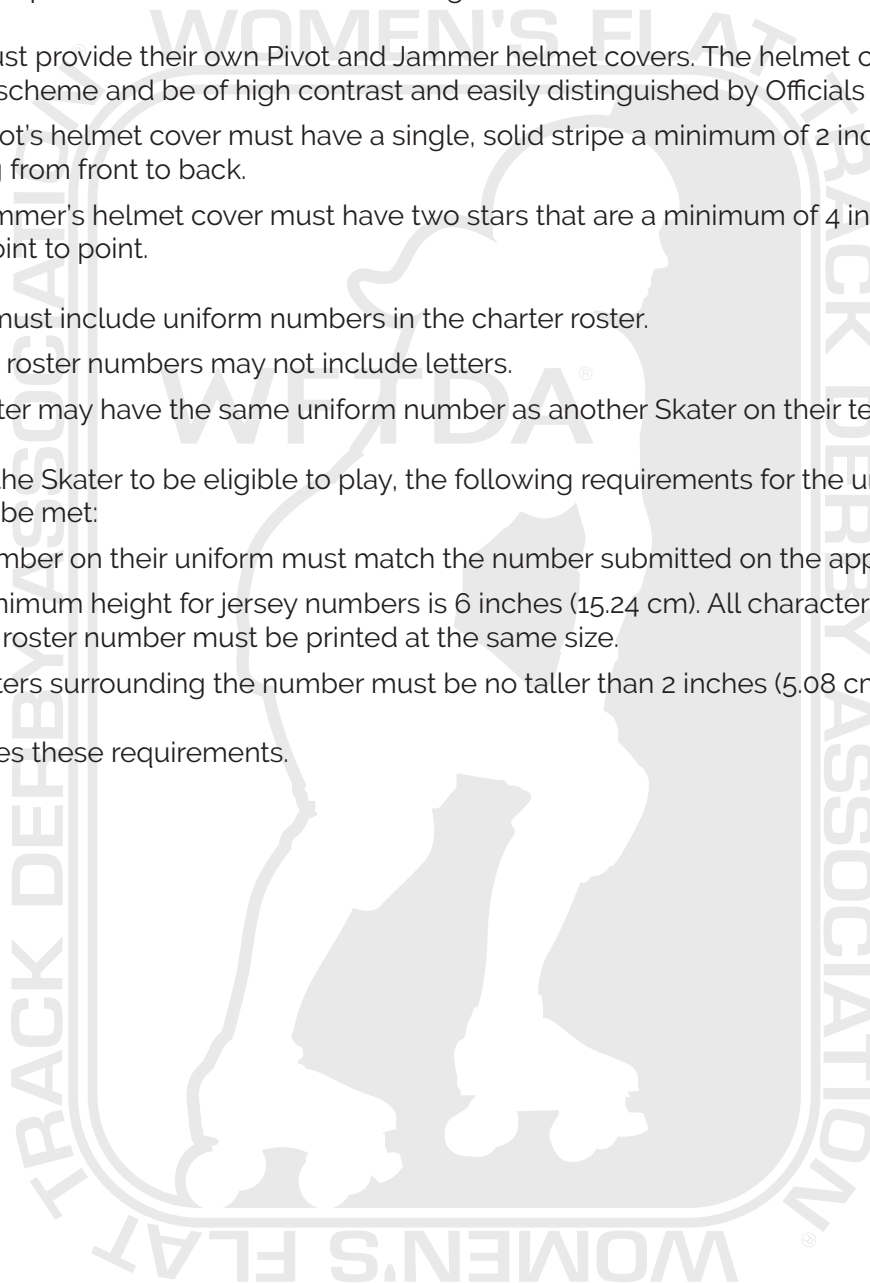 WOMEN'S FLAT
ust provide their own Pivot and Jammer helmet covers. The helmet c
scheme and be of high contrast and easily distinguished by Officials
ot's helmet cover must have a single, solid stripe a minimum of 2 inc
g from front to back.
mmer's helmet cover must have two stars that are a minimum of 4 in
oint to point.
must include uniform numbers in the charter roster.
roster numbers may not include letters.
WFTDA®
ter may have the same uniform number as another Skater on their te
the Skater to be eligible to play, the following requirements for the u
be met:
mber on their uniform must match the number submitted on the app
nimum height for jersey numbers is 6 inches (15.24 cm). All character
roster number must be printed at the same size.
ters surrounding the number must be no taller than 2 inches (5.08 cm
es these requirements.
TRACK DERBY ASSOCIATION®
TRACK DERBY ASSOCIATION®
WOMEN'S FLAT